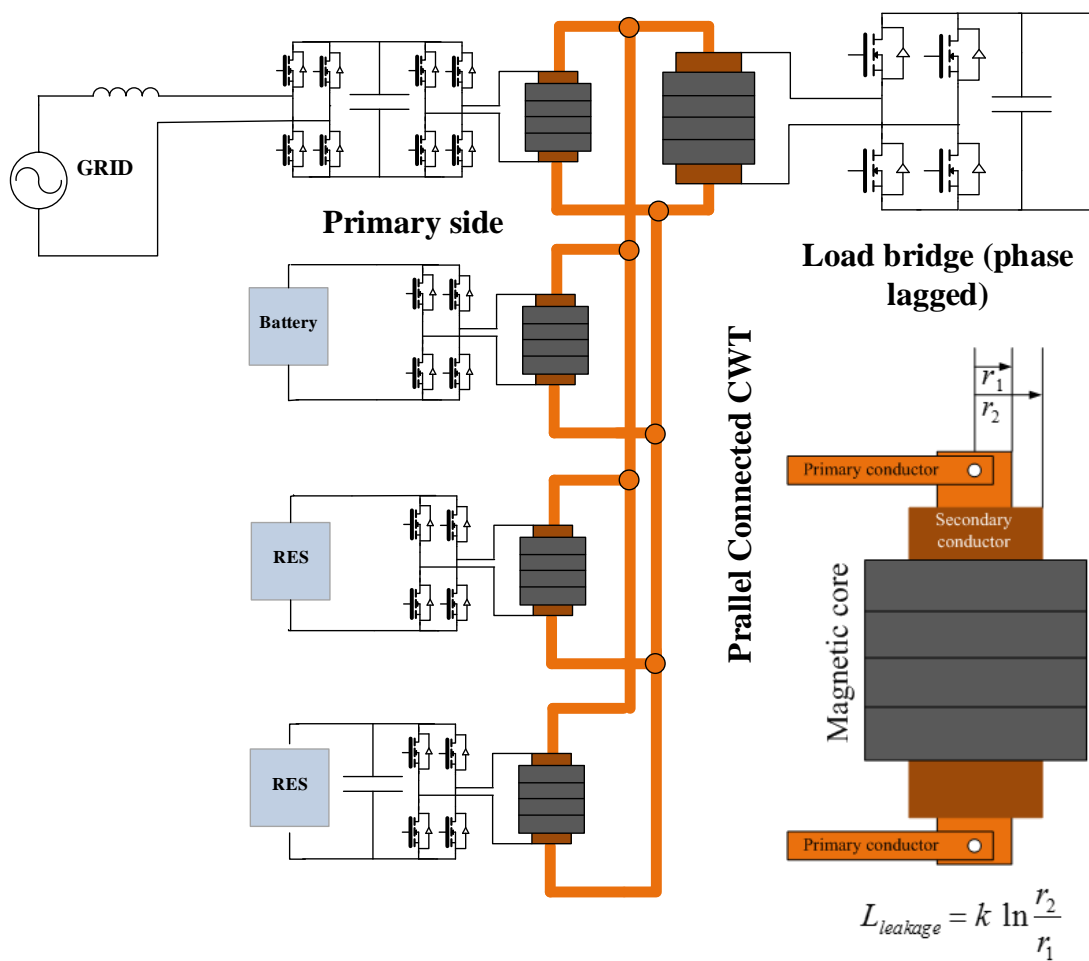 GRID
Primary side
Load bridge (phase
lagged)
Battery
RES
RES
Prallel Connected CWT
r1
r2
Primary conductor
Secondary
conductor
Magnetic core
Primary conductor
L_leakage = k ln r2/r1